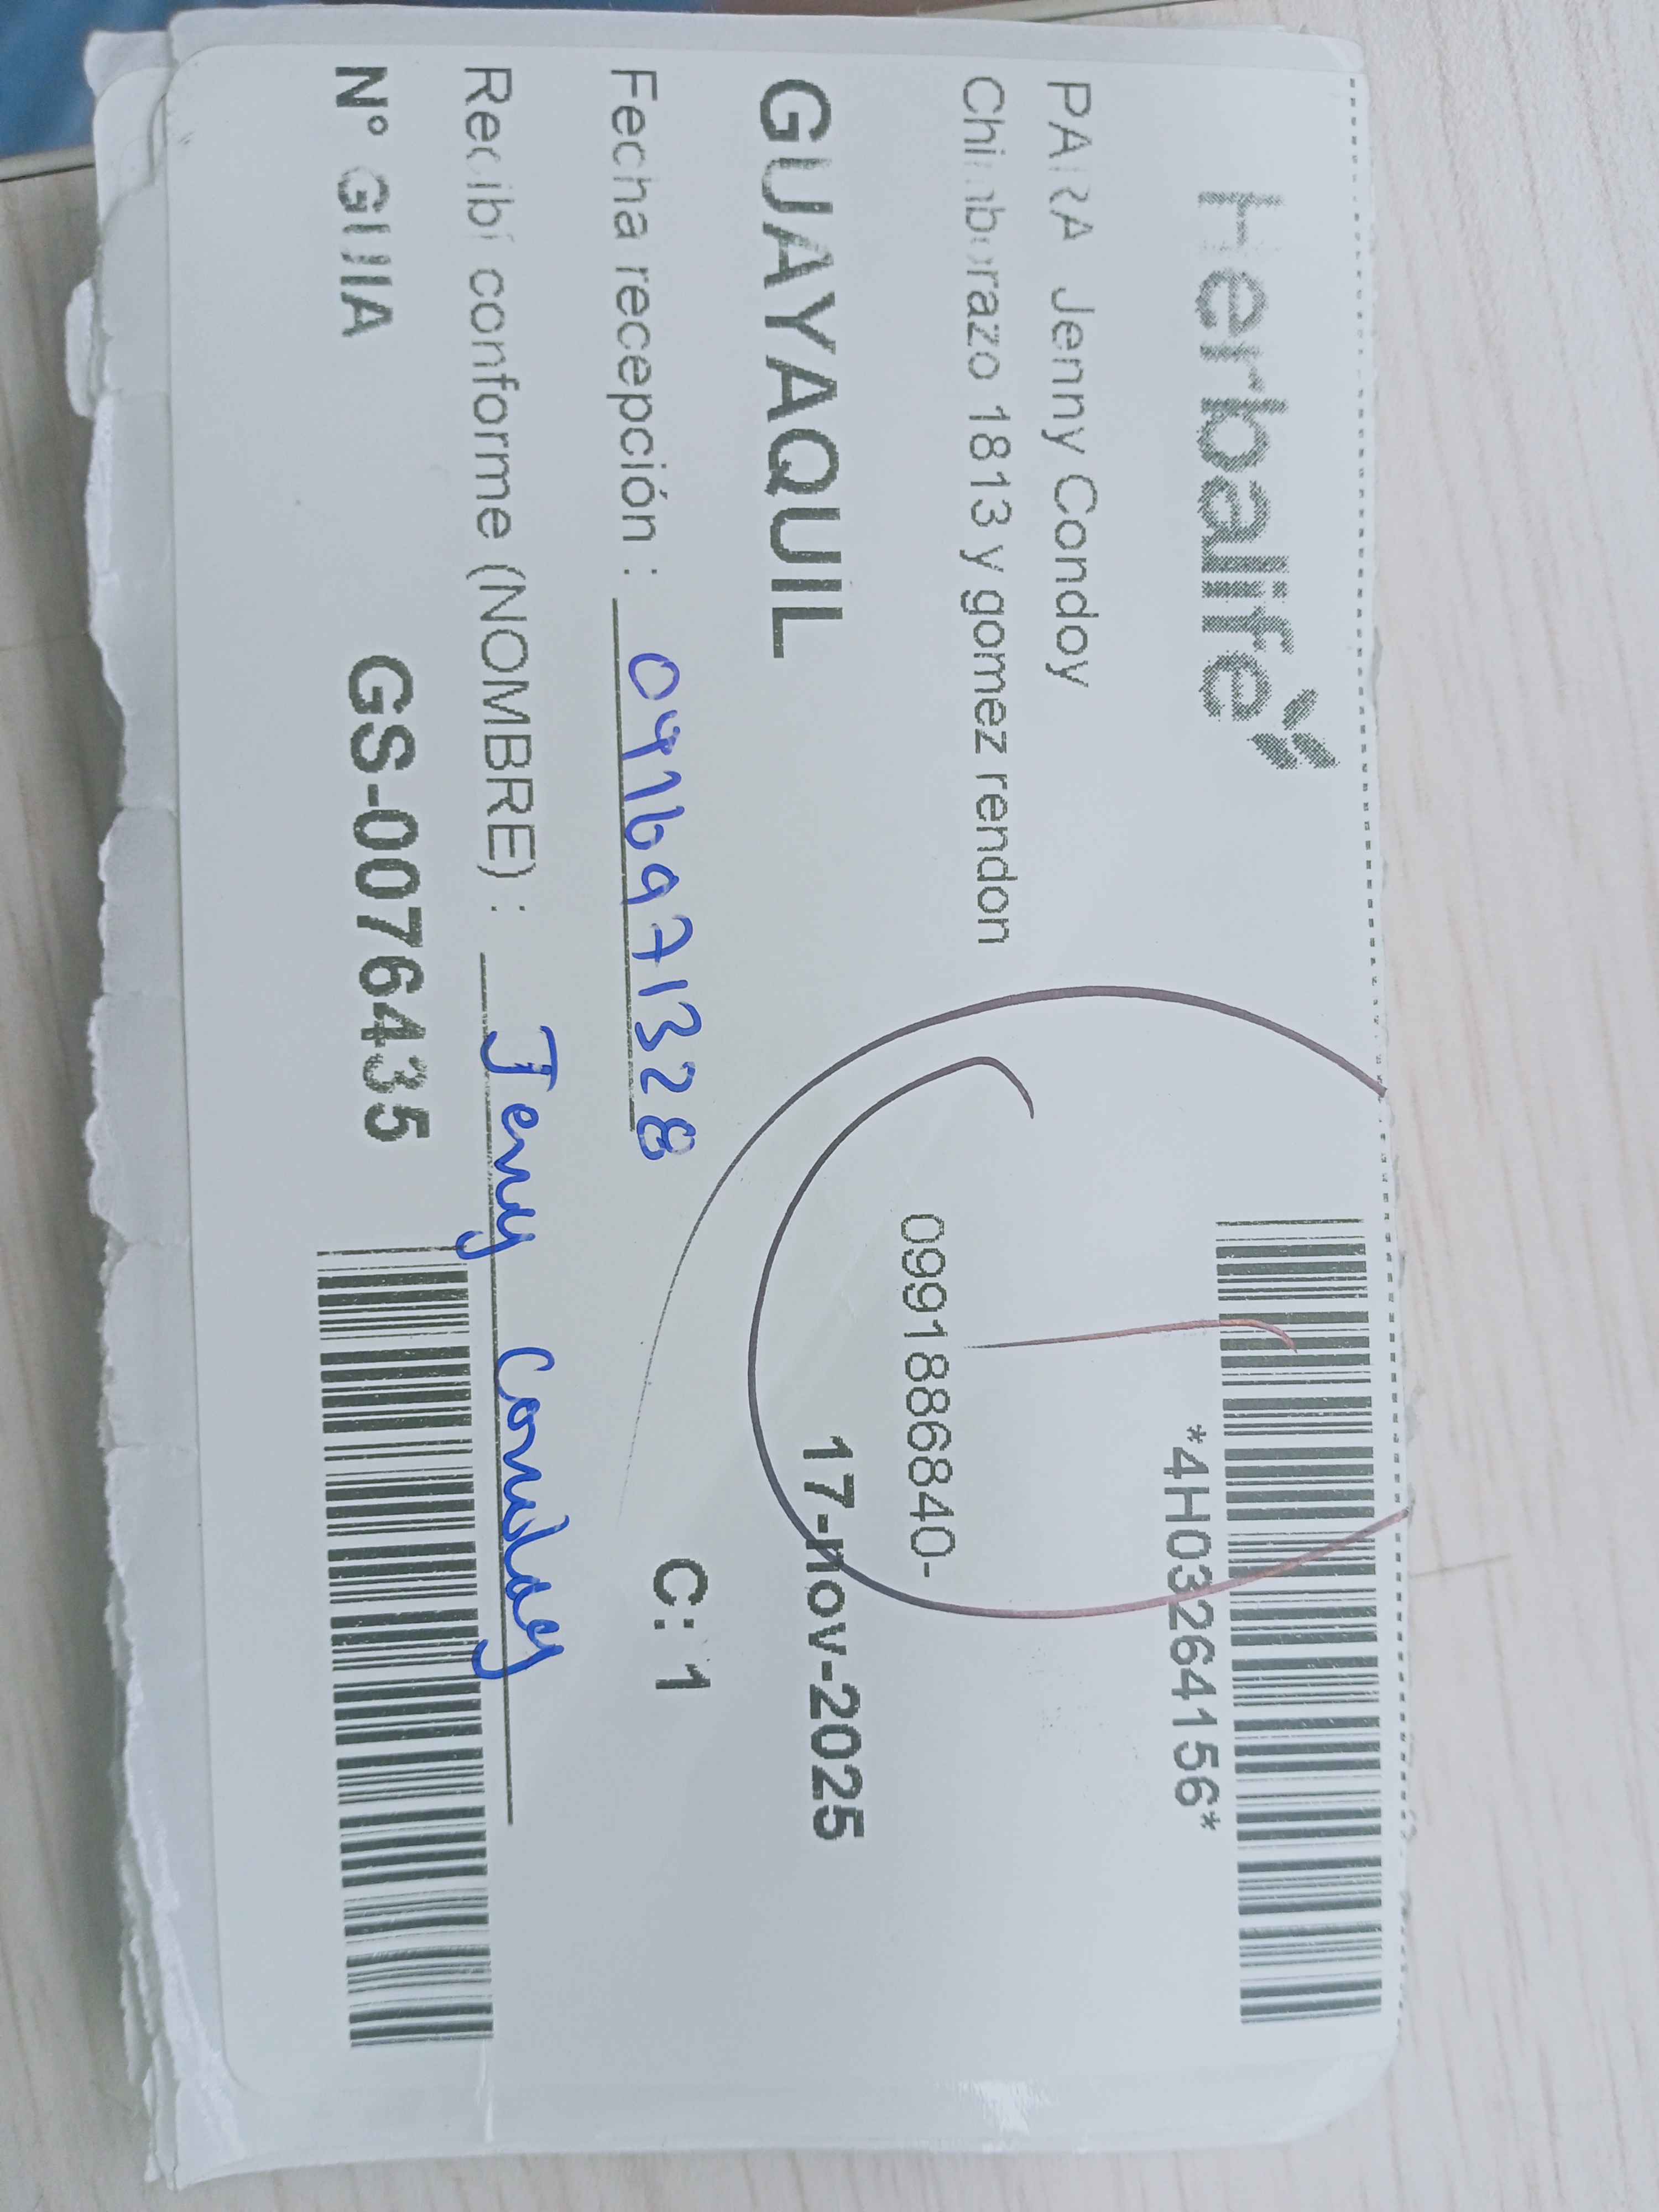 Herbalife
*4H03264156*
PARA Jenny Condoy
Chimborazo 1813 y gomez rendon
0991886840-
GUAYAQUIL 17-nov-2025
Fecha recepción : 0916971328
C: 1
Recibí conforme (NOMBRE) : Jenny Condoy
N° GUIA GS-0076435